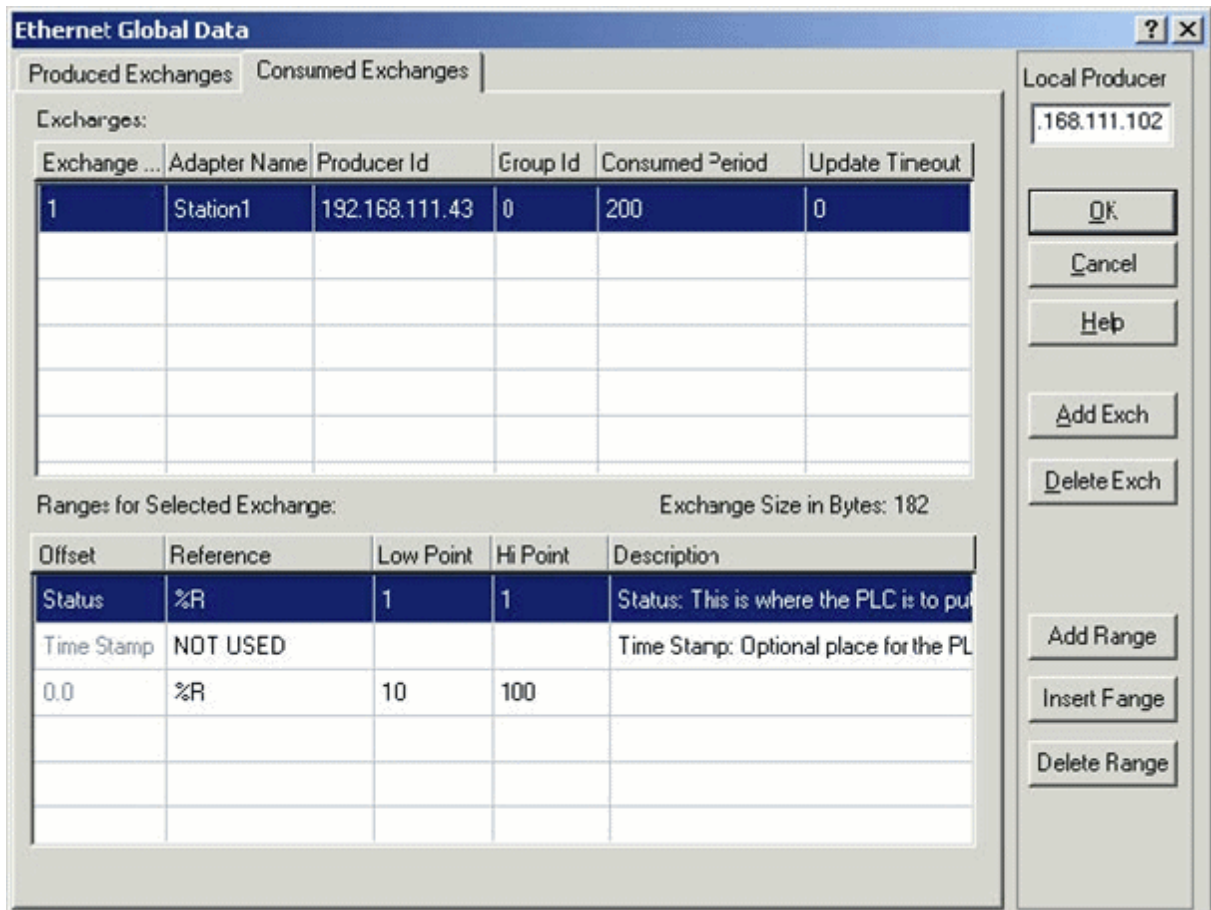 Ethernet Global Data
? X
Produced Exchanges Consumed Exchanges
Exchanges:
Exchange ... Adapter Name Producer Id Group Id Consumed Period Update Timeout
1 Station1 192.168.111.43 0 200 0
Ranges for Selected Exchange: Exchange Size in Bytes: 182
Offset Reference Low Point Hi Point Description
Status %R 1 1 Status: This is where the PLC is to put
Time Stamp NOT USED Time Stamp: Optional place for the PL
0.0 %R 10 100
Local Producer
.168.111.102
OK
Cancel
Help
Add Exch
Delete Exch
Add Range
Insert Range
Delete Range